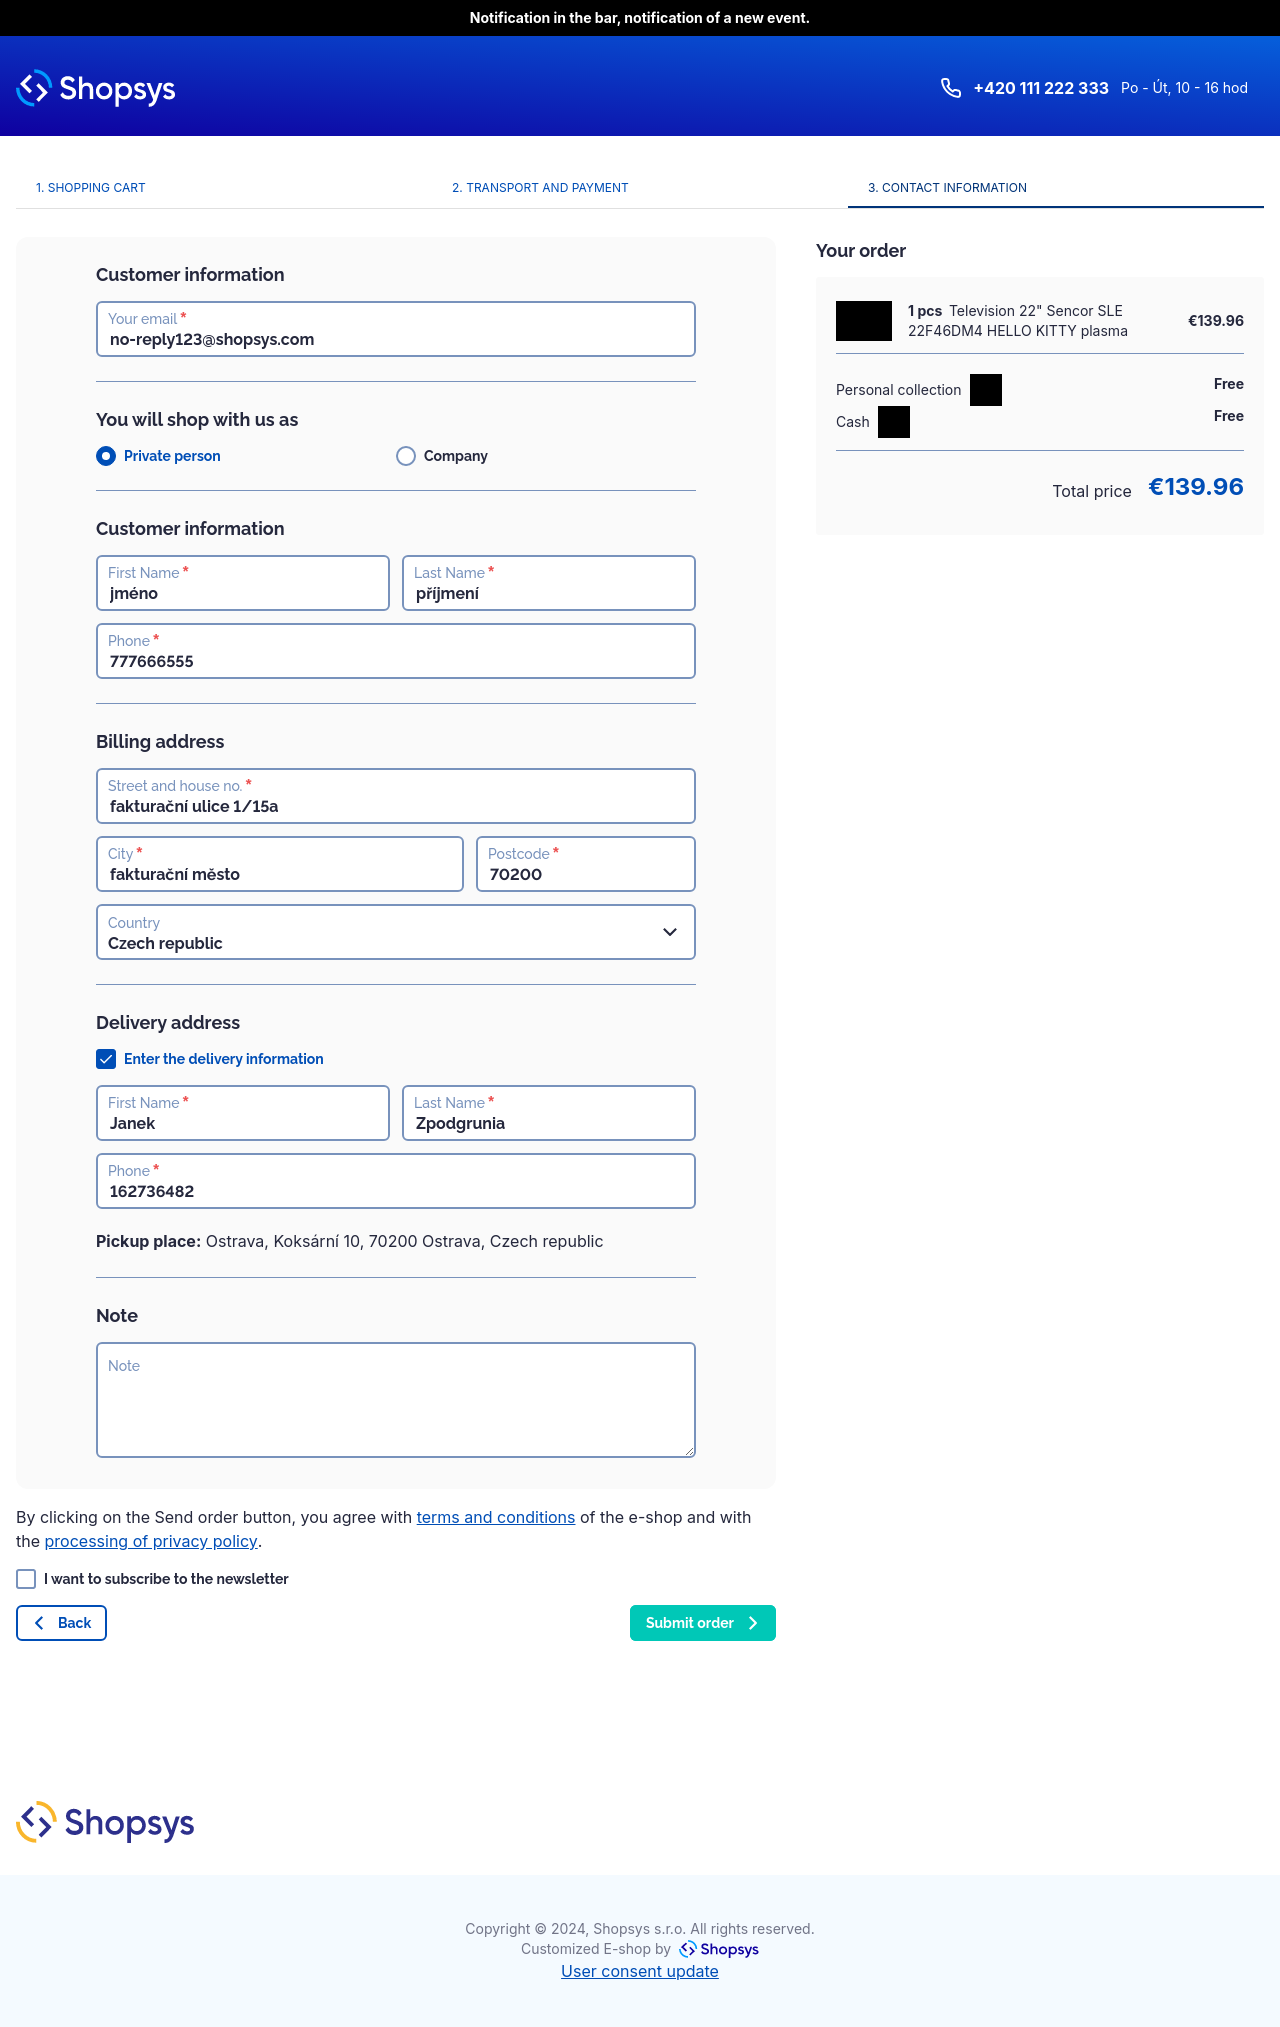 Notification in the bar, notification of a new event.
Shopsys
+420 111 222 333 Po - Út, 10 - 16 hod
1. SHOPPING CART
2. TRANSPORT AND PAYMENT
3. CONTACT INFORMATION
Customer information
Your email *
no-reply123@shopsys.com
You will shop with us as
Private person
Company
Customer information
First Name *
jméno
Last Name *
příjmení
Phone *
777666555
Billing address
Street and house no. *
fakturační ulice 1/15a
City *
fakturační město
Postcode *
70200
Country
Czech republic
Delivery address
Enter the delivery information
First Name *
Janek
Last Name *
Zpodgrunia
Phone *
162736482
Pickup place: Ostrava, Koksární 10, 70200 Ostrava, Czech republic
Note
Note
By clicking on the Send order button, you agree with terms and conditions of the e-shop and with
the processing of privacy policy.
I want to subscribe to the newsletter
Back
Submit order
Your order
1 pcs Television 22" Sencor SLE
22F46DM4 HELLO KITTY plasma
€139.96
Personal collection
Free
Cash
Free
Total price €139.96
Shopsys
Copyright © 2024, Shopsys s.r.o. All rights reserved.
Customized E-shop by Shopsys
User consent update